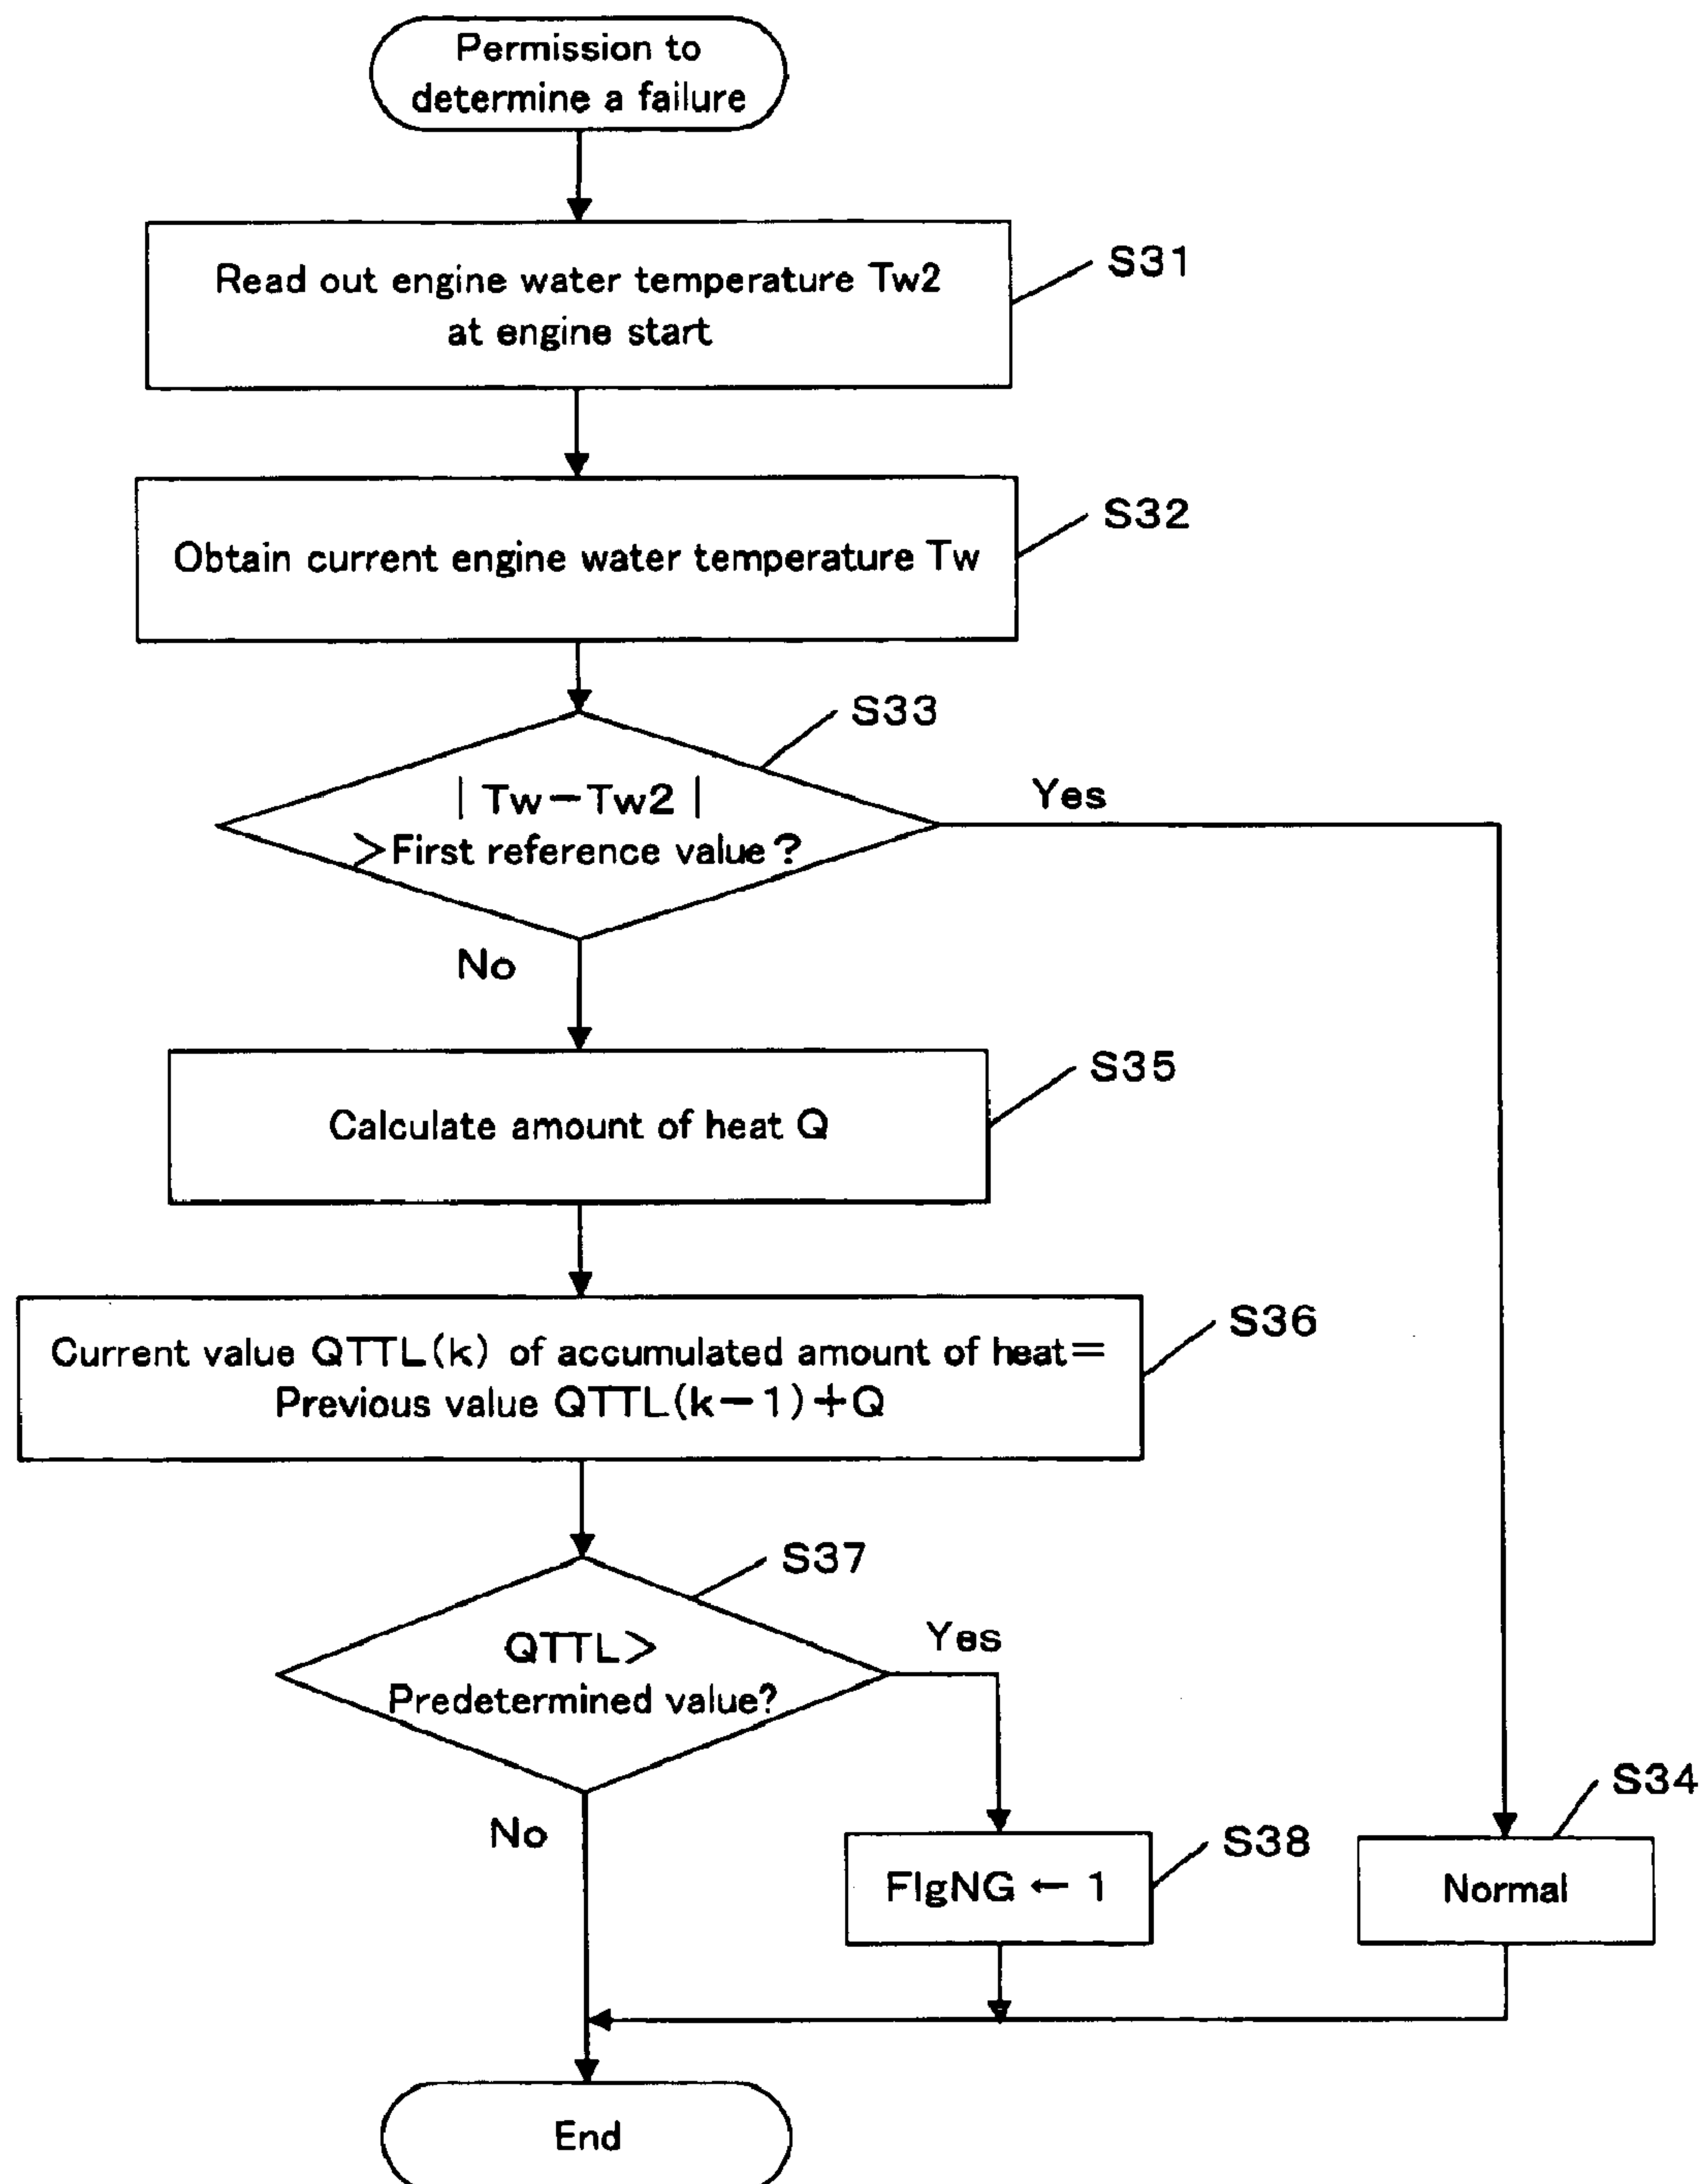 Permission to
determine a failure
S31
Read out engine water temperature Tw2
at engine start
S32
Obtain current engine water temperature Tw
S33
| Tw−Tw2 |
>First reference value?
Yes
No
S35
Calculate amount of heat Q
S36
Current value QTTL(k) of accumulated amount of heat=
Previous value QTTL(k−1)+Q
S37
QTTL>
Predetermined value?
Yes
No
S38
FlgNG ← 1
S34
Normal
End